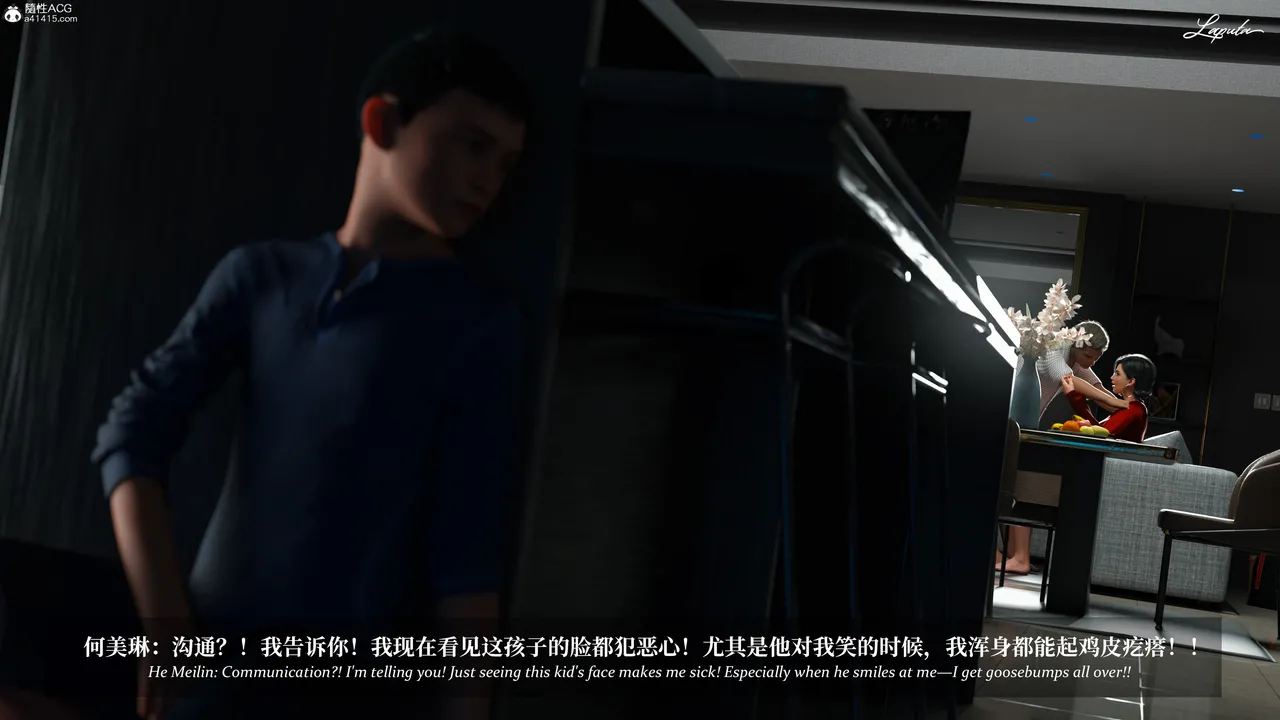 隨性ACG
a41415.com
Laputa
何美琳：沟通？！我告诉你！我现在看见这孩子的脸都犯恶心！尤其是他对我笑的时候，我浑身都能起鸡皮疙瘩！！
He Meilin: Communication?! I'm telling you! Just seeing this kid's face makes me sick! Especially when he smiles at me—I get goosebumps all over!!